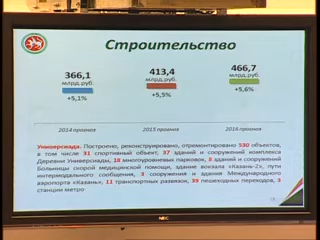 Строительство
366,1
млрд.руб.
+5,1%
413,4
млрд.руб.
+5,5%
466,7
млрд.руб.
+5,6%
2014 прогноз
2015 прогноз
2016 прогноз
Универсиада. Построено, реконструировано, отремонтировано 530 объектов,
в том числе 31 спортивный объект, 37 зданий и сооружений комплекса
Деревни Универсиады, 18 многоуровневых парковок, 8 зданий и сооружений
Больницы скорой медицинской помощи, здание вокзала «Казань-2», пути
интермодального сообщения, 3 сооружения и здания Международного
аэропорта «Казань», 11 транспортных развязок, 39 пешеходных переходов, 3
станции метро
NEC